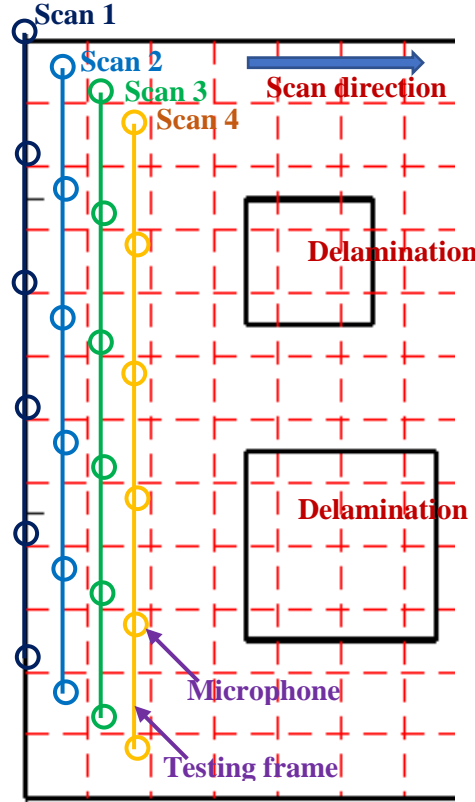 Scan 1
Scan 2
Scan 3
Scan 4
Scan direction
Delamination
Delamination
Microphone
Testing frame